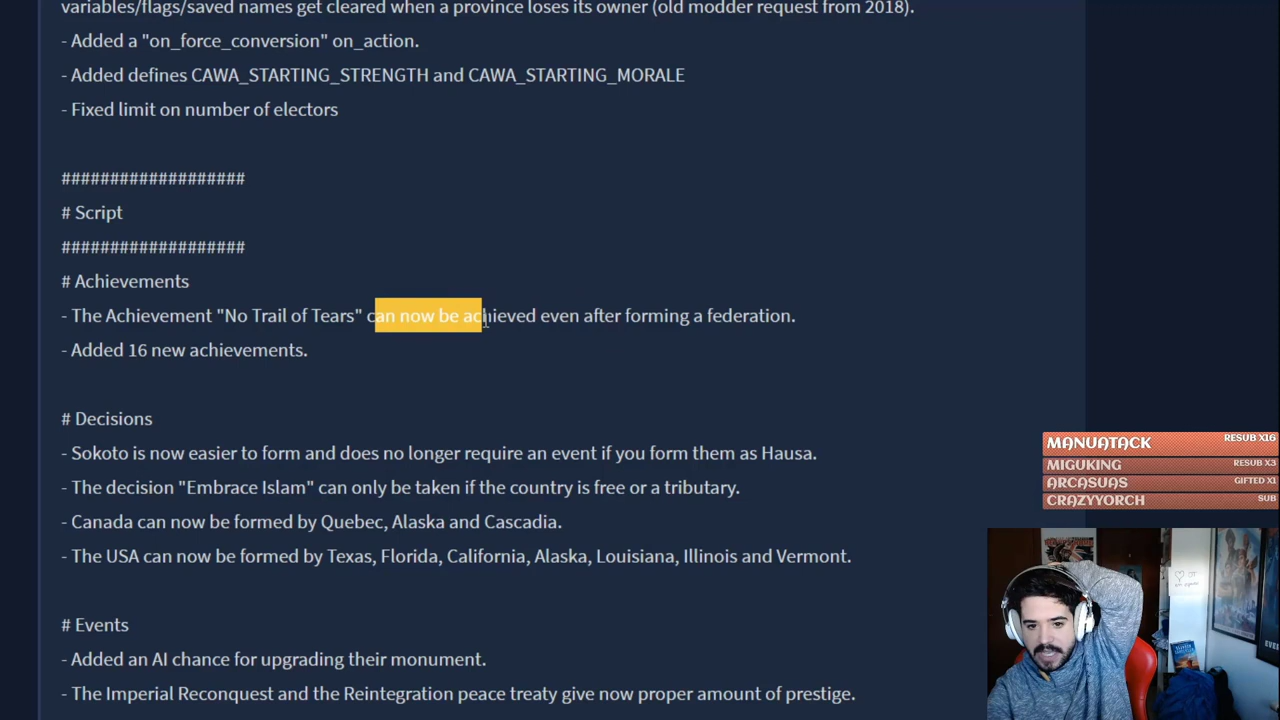 variables/flags/saved names get cleared when a province loses its owner (old modder request from 2018).
- Added a "on_force_conversion" on_action.
- Added defines CAWA_STARTING_STRENGTH and CAWA_STARTING_MORALE
- Fixed limit on number of electors
###################
# Script
###################
# Achievements
- The Achievement "No Trail of Tears" can now be achieved even after forming a federation.
- Added 16 new achievements.
# Decisions
- Sokoto is now easier to form and does no longer require an event if you form them as Hausa.
- The decision "Embrace Islam" can only be taken if the country is free or a tributary.
- Canada can now be formed by Quebec, Alaska and Cascadia.
- The USA can now be formed by Texas, Florida, California, Alaska, Louisiana, Illinois and Vermont.
# Events
- Added an AI chance for upgrading their monument.
- The Imperial Reconquest and the Reintegration peace treaty give now proper amount of prestige.
MANUATACK RESUB X16
MIGUKING RESUB X3
ARCASUAS GIFTED X1
CRAZYYORCH SUB